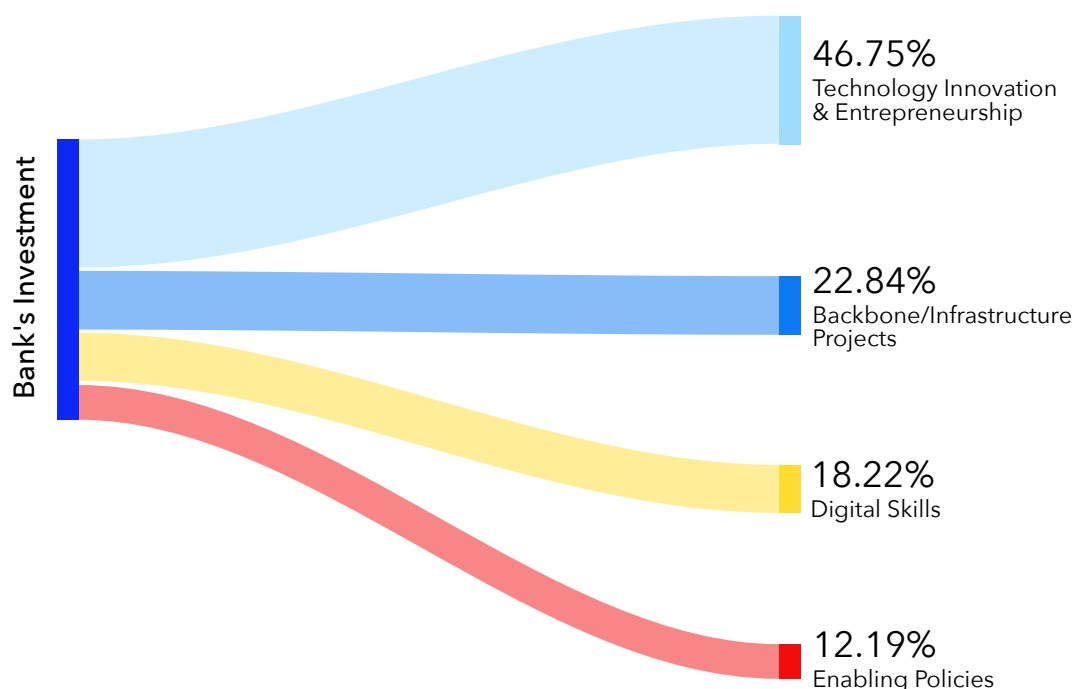 Bank's Investment
46.75%
Technology Innovation
& Entrepreneurship
22.84%
Backbone/Infrastructure
Projects
18.22%
Digital Skills
12.19%
Enabling Policies